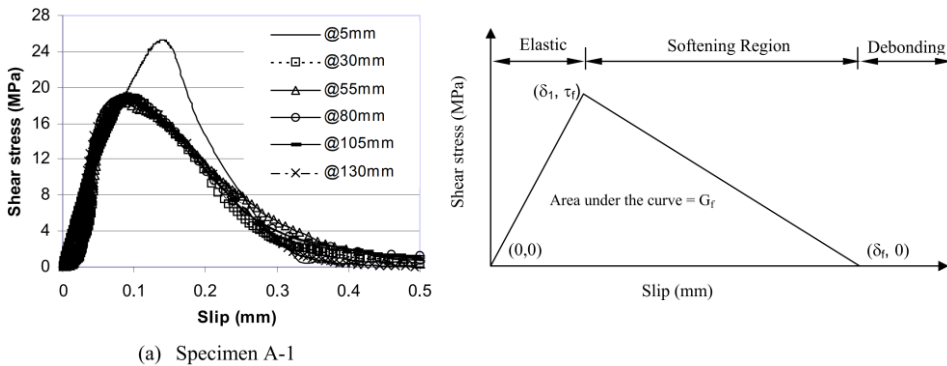 28
24
20
16
12
8
4
0
Shear stress (MPa)
@5mm
@30mm
@55mm
@80mm
@105mm
@130mm
0 0.1 0.2 0.3 0.4 0.5
Slip (mm)
(a) Specimen A-1
Elastic Softening Region Debonding
(δ1, τf)
Shear stress (MPa)
Area under the curve = Gf
(0,0)
(δf, 0)
Slip (mm)